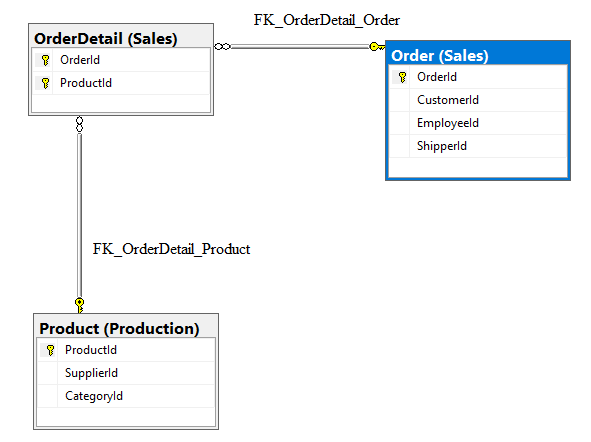 FK_OrderDetail_Order
OrderDetail (Sales)
OrderId
ProductId
Order (Sales)
OrderId
CustomerId
EmployeeId
ShipperId
FK_OrderDetail_Product
Product (Production)
ProductId
SupplierId
CategoryId